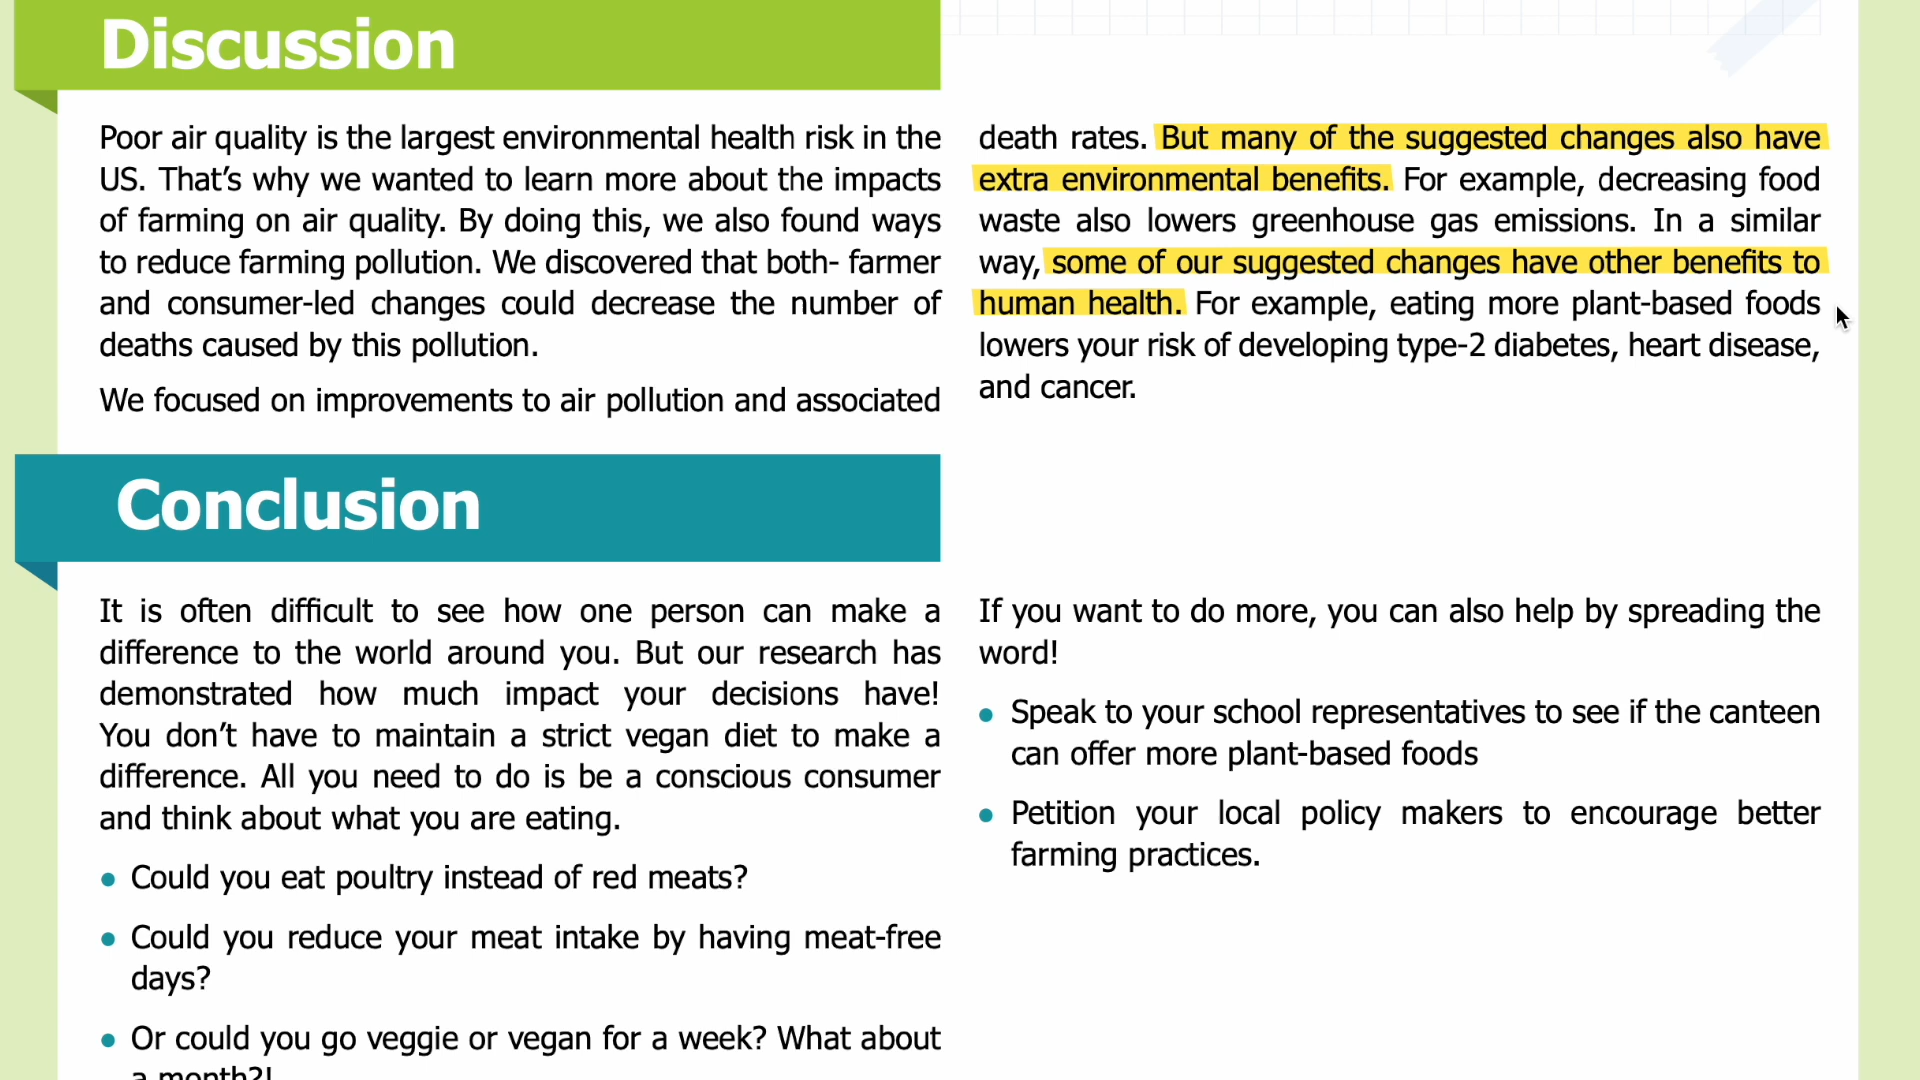 Discussion
Poor air quality is the largest environmental health risk in the
US. That’s why we wanted to learn more about the impacts
of farming on air quality. By doing this, we also found ways
to reduce farming pollution. We discovered that both- farmer
and consumer-led changes could decrease the number of
deaths caused by this pollution.
We focused on improvements to air pollution and associated
death rates. But many of the suggested changes also have
extra environmental benefits. For example, decreasing food
waste also lowers greenhouse gas emissions. In a similar
way, some of our suggested changes have other benefits to
human health. For example, eating more plant-based foods
lowers your risk of developing type-2 diabetes, heart disease,
and cancer.
Conclusion
It is often difficult to see how one person can make a
difference to the world around you. But our research has
demonstrated how much impact your decisions have!
You don’t have to maintain a strict vegan diet to make a
difference. All you need to do is be a conscious consumer
and think about what you are eating.
• Could you eat poultry instead of red meats?
• Could you reduce your meat intake by having meat-free
days?
• Or could you go veggie or vegan for a week? What about
a month?!
If you want to do more, you can also help by spreading the
word!
• Speak to your school representatives to see if the canteen
can offer more plant-based foods
• Petition your local policy makers to encourage better
farming practices.